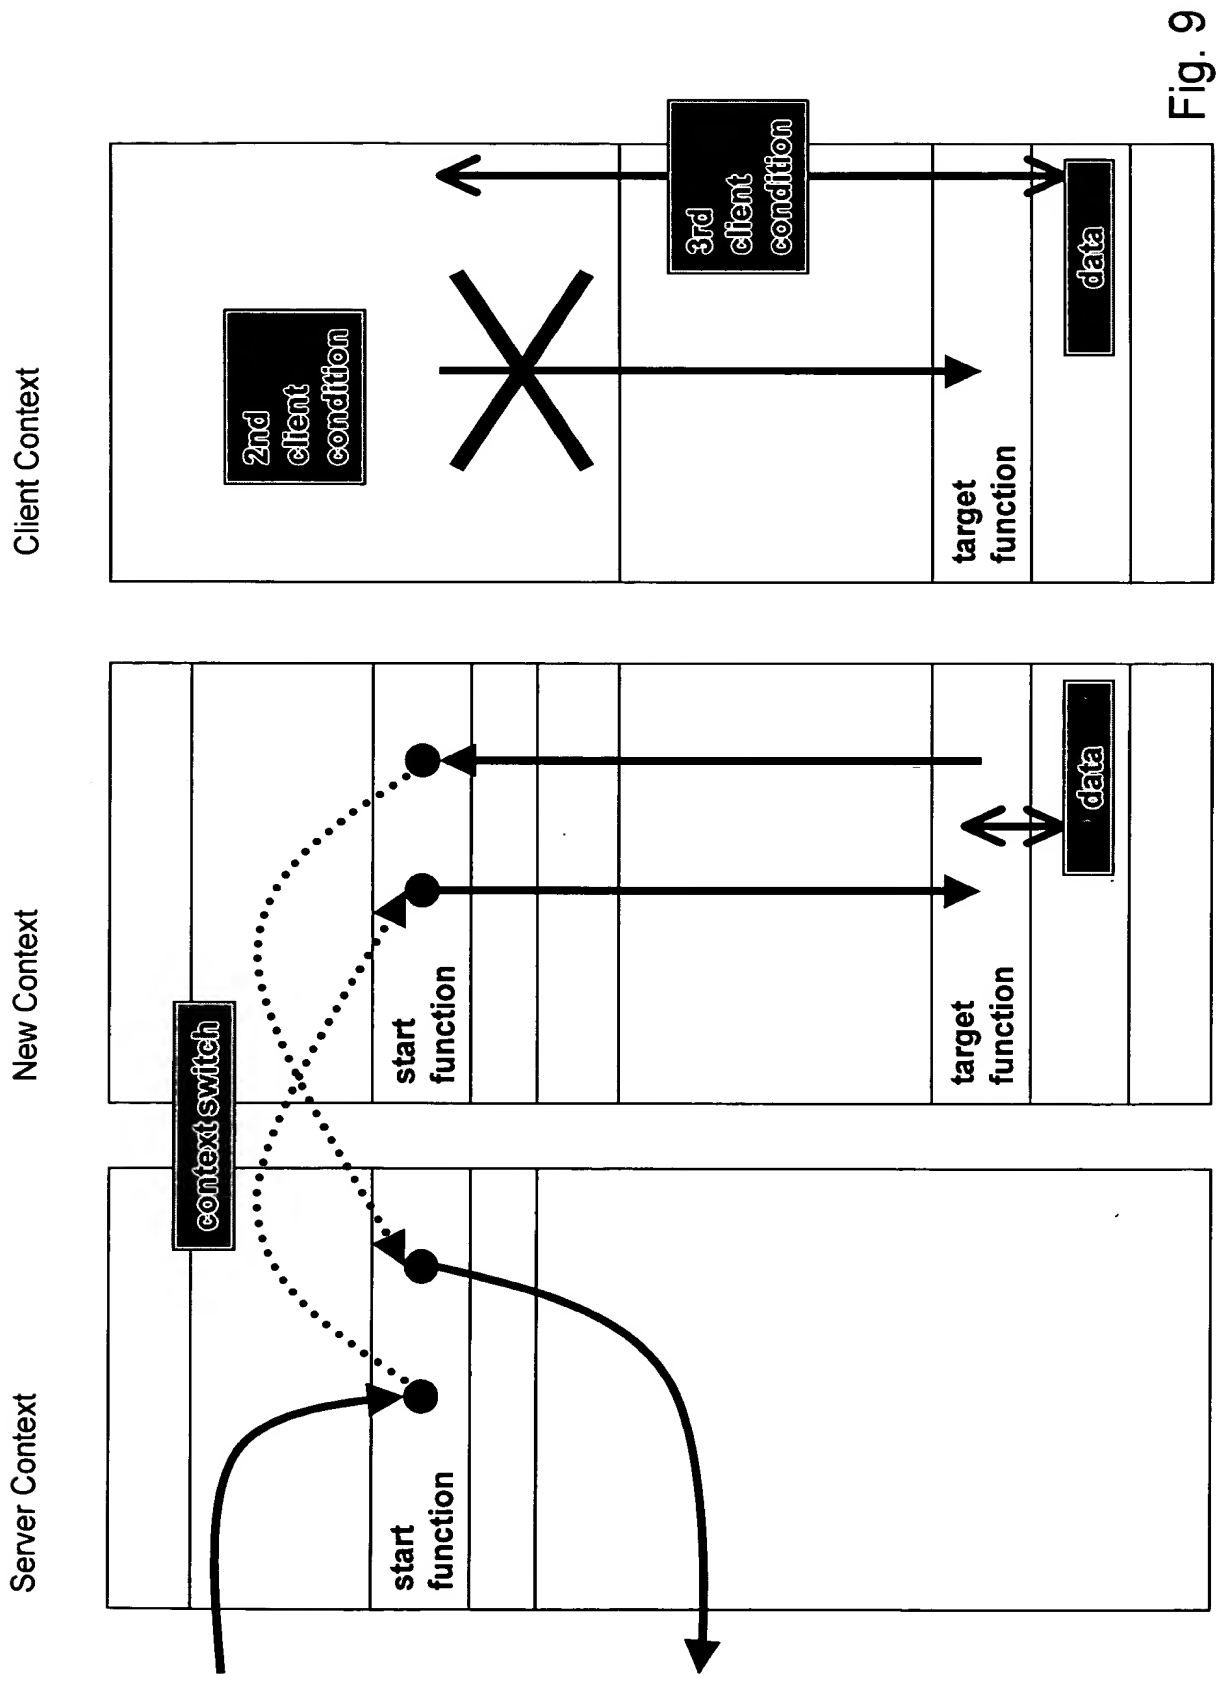 Server Context
New Context
Client Context
context switch
2nd
client
condition
3rd
client
condition
start
function
start
function
target
function
target
function
data
data
Fig. 9